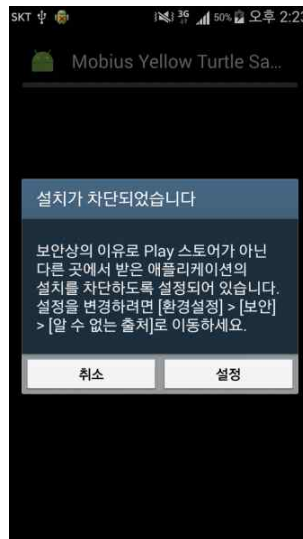 SKT 3G 50% 오후 2:23
Mobius Yellow Turtle Sa...
설치가 차단되었습니다
보안상의 이유로 Play 스토어가 아닌
다른 곳에서 받은 애플리케이션의
설치를 차단하도록 설정되어 있습니다.
설정을 변경하려면 [환경설정] > [보안]
> [알 수 없는 출처]로 이동하세요.
취소 설정